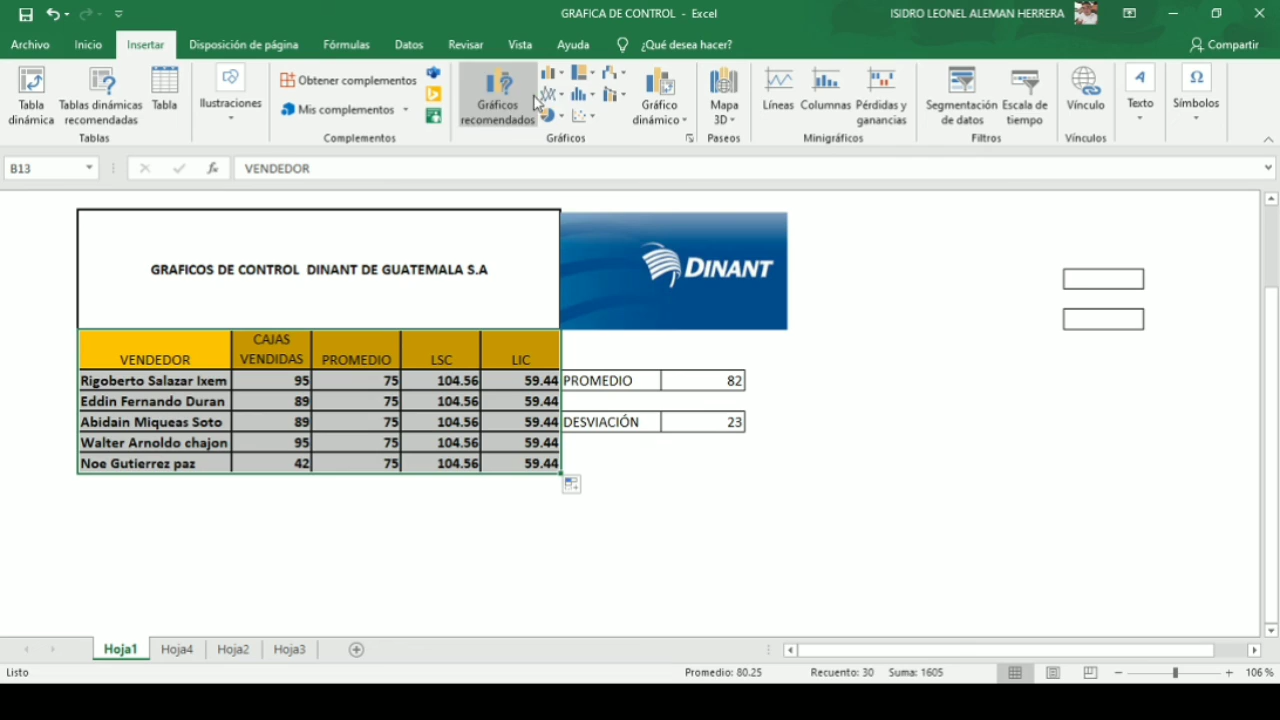 GRAFICA DE CONTROL - Excel
ISIDRO LEONEL ALEMAN HERRERA
Archivo Inicio Insertar Disposición de página Fórmulas Datos Revisar Vista Ayuda ¿Qué desea hacer? Compartir
Tabla dinámica
Tablas dinámicas recomendadas
Tabla
Tablas
Ilustraciones
Obtener complementos
Mis complementos
Complementos
Gráficos recomendados
Gráfico dinámico
Gráficos
Mapa 3D
Paseos
Líneas
Columnas
Pérdidas y ganancias
Minigráficos
Segmentación de datos
Escala de tiempo
Filtros
Vínculo
Vínculos
Texto
Símbolos
B13 fx VENDEDOR
GRAFICOS DE CONTROL DINANT DE GUATEMALA S.A
DINANT
VENDEDOR CAJAS VENDIDAS PROMEDIO LSC LIC
Rigoberto Salazar Ixem 95 75 104.56 59.44 PROMEDIO 82
Eddin Fernando Duran 89 75 104.56 59.44
Abidain Miqueas Soto 89 75 104.56 59.44 DESVIACIÓN 23
Walter Arnoldo chajon 95 75 104.56 59.44
Noe Gutierrez paz 42 75 104.56 59.44
Hoja1 Hoja4 Hoja2 Hoja3
Listo Promedio: 80.25 Recuento: 30 Suma: 1605 106 %